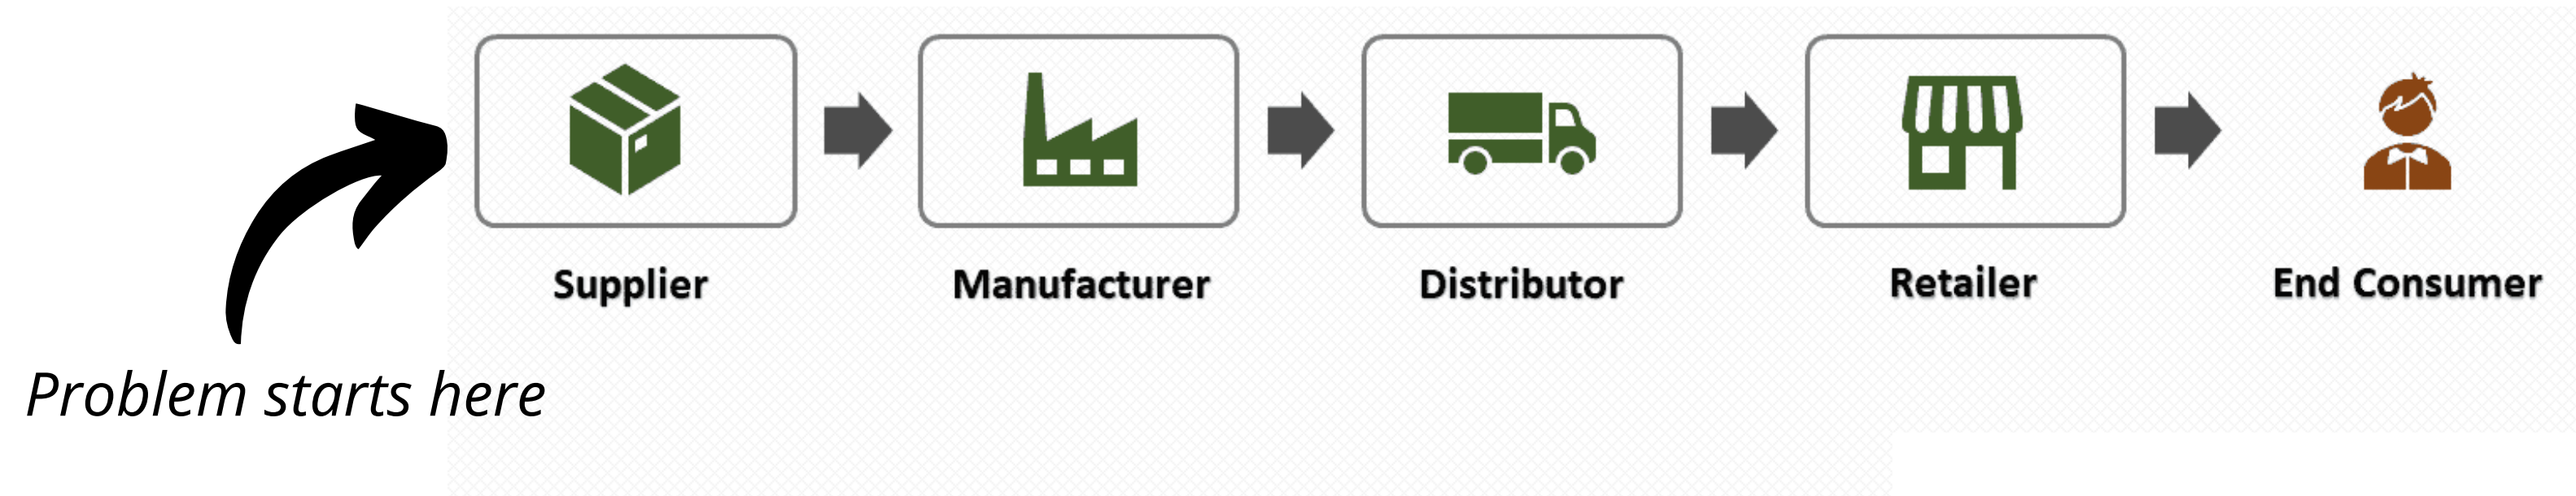 Supplier
Manufacturer
Distributor
Retailer
End Consumer
Problem starts here